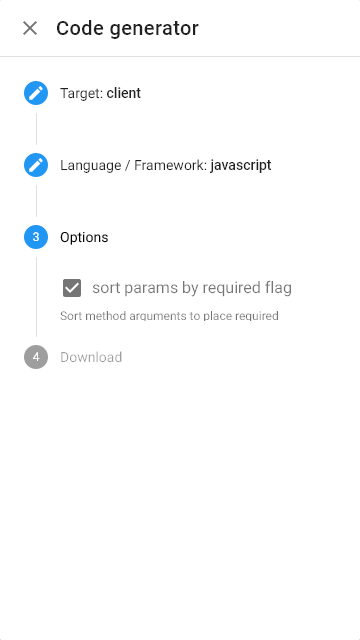 Code generator
Target: client
Language / Framework: javascript
3 Options
sort params by required flag
Sort method arguments to place required
4 Download